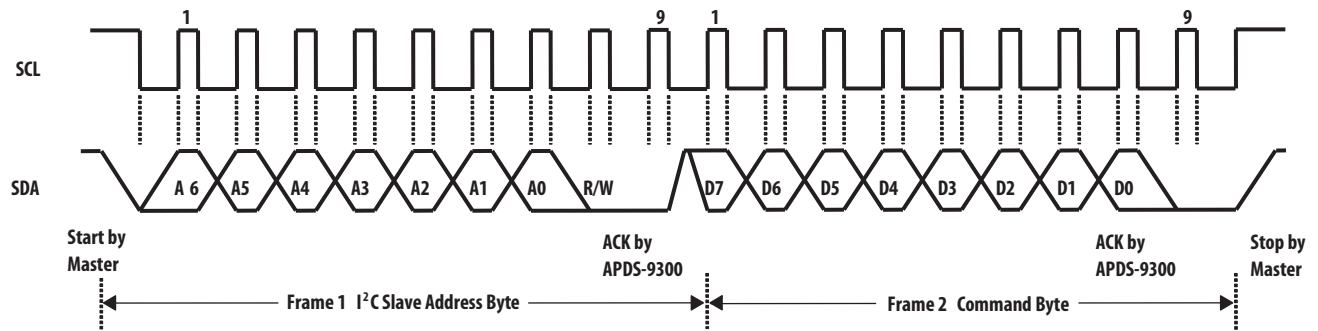 1 9 1 9
SCL
SDA A 6 A5 A4 A3 A2 A1 A0 R/W D7 D6 D5 D4 D3 D2 D1 D0
Start by
Master
ACK by
APDS-9300
ACK by
APDS-9300
Stop by
Master
Frame 1 I²C Slave Address Byte
Frame 2 Command Byte